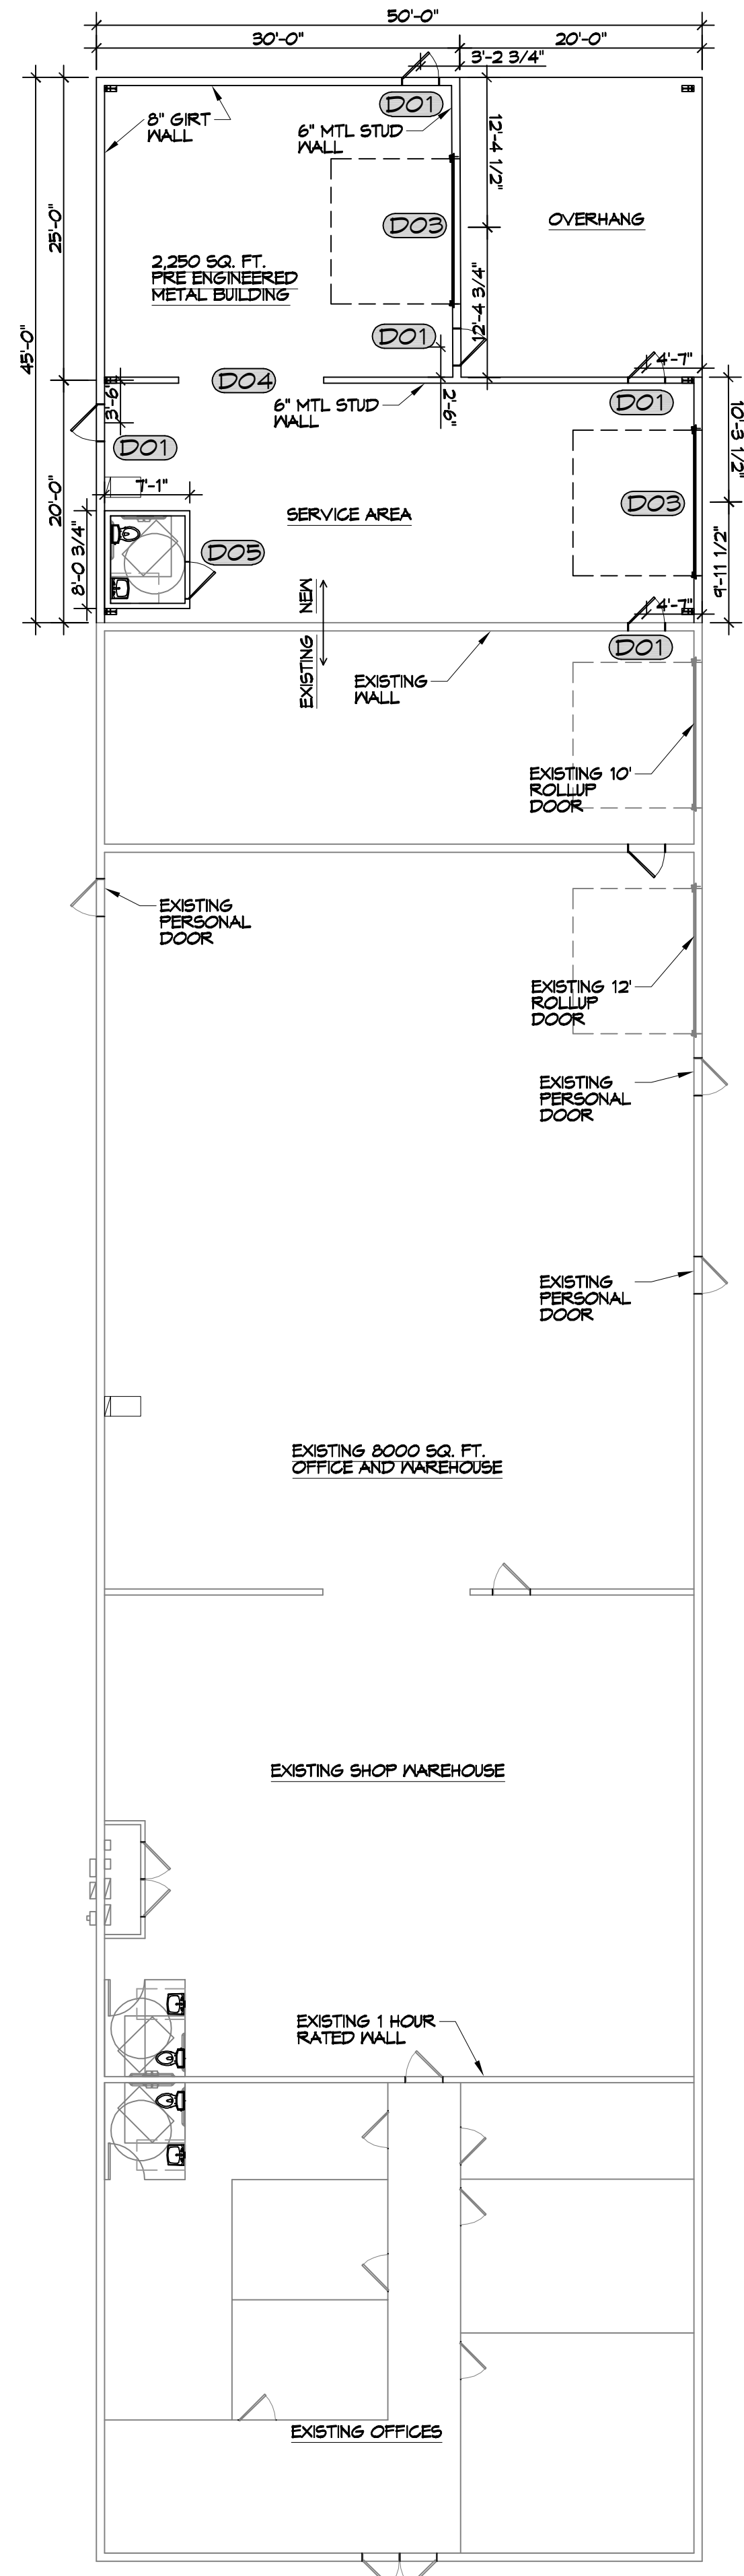 50'-0"
30'-0"
20'-0"
3'-2 3/4"
D01
8" GIRT
WALL
6" MTL STUD
WALL
12'-4 1/2"
25'-0"
D03
OVERHANG
2,250 SQ. FT.
PRE ENGINEERED
METAL BUILDING
12'-4 3/4"
45'-0"
D01
4'-7"
D04
3'-6"
6" MTL STUD
WALL
2'-6"
D01
10'-3 1/2"
D01
7'-1"
20'-0"
D03
SERVICE AREA
8'-0 3/4"
D05
9'-11 1/2"
NEW
4'-7"
EXISTING
D01
EXISTING
WALL
EXISTING 10'
ROLLUP
DOOR
EXISTING
PERSONAL
DOOR
EXISTING 12'
ROLLUP
DOOR
EXISTING
PERSONAL
DOOR
EXISTING
PERSONAL
DOOR
EXISTING 8000 SQ. FT.
OFFICE AND WAREHOUSE
EXISTING SHOP WAREHOUSE
EXISTING 1 HOUR
RATED WALL
EXISTING OFFICES